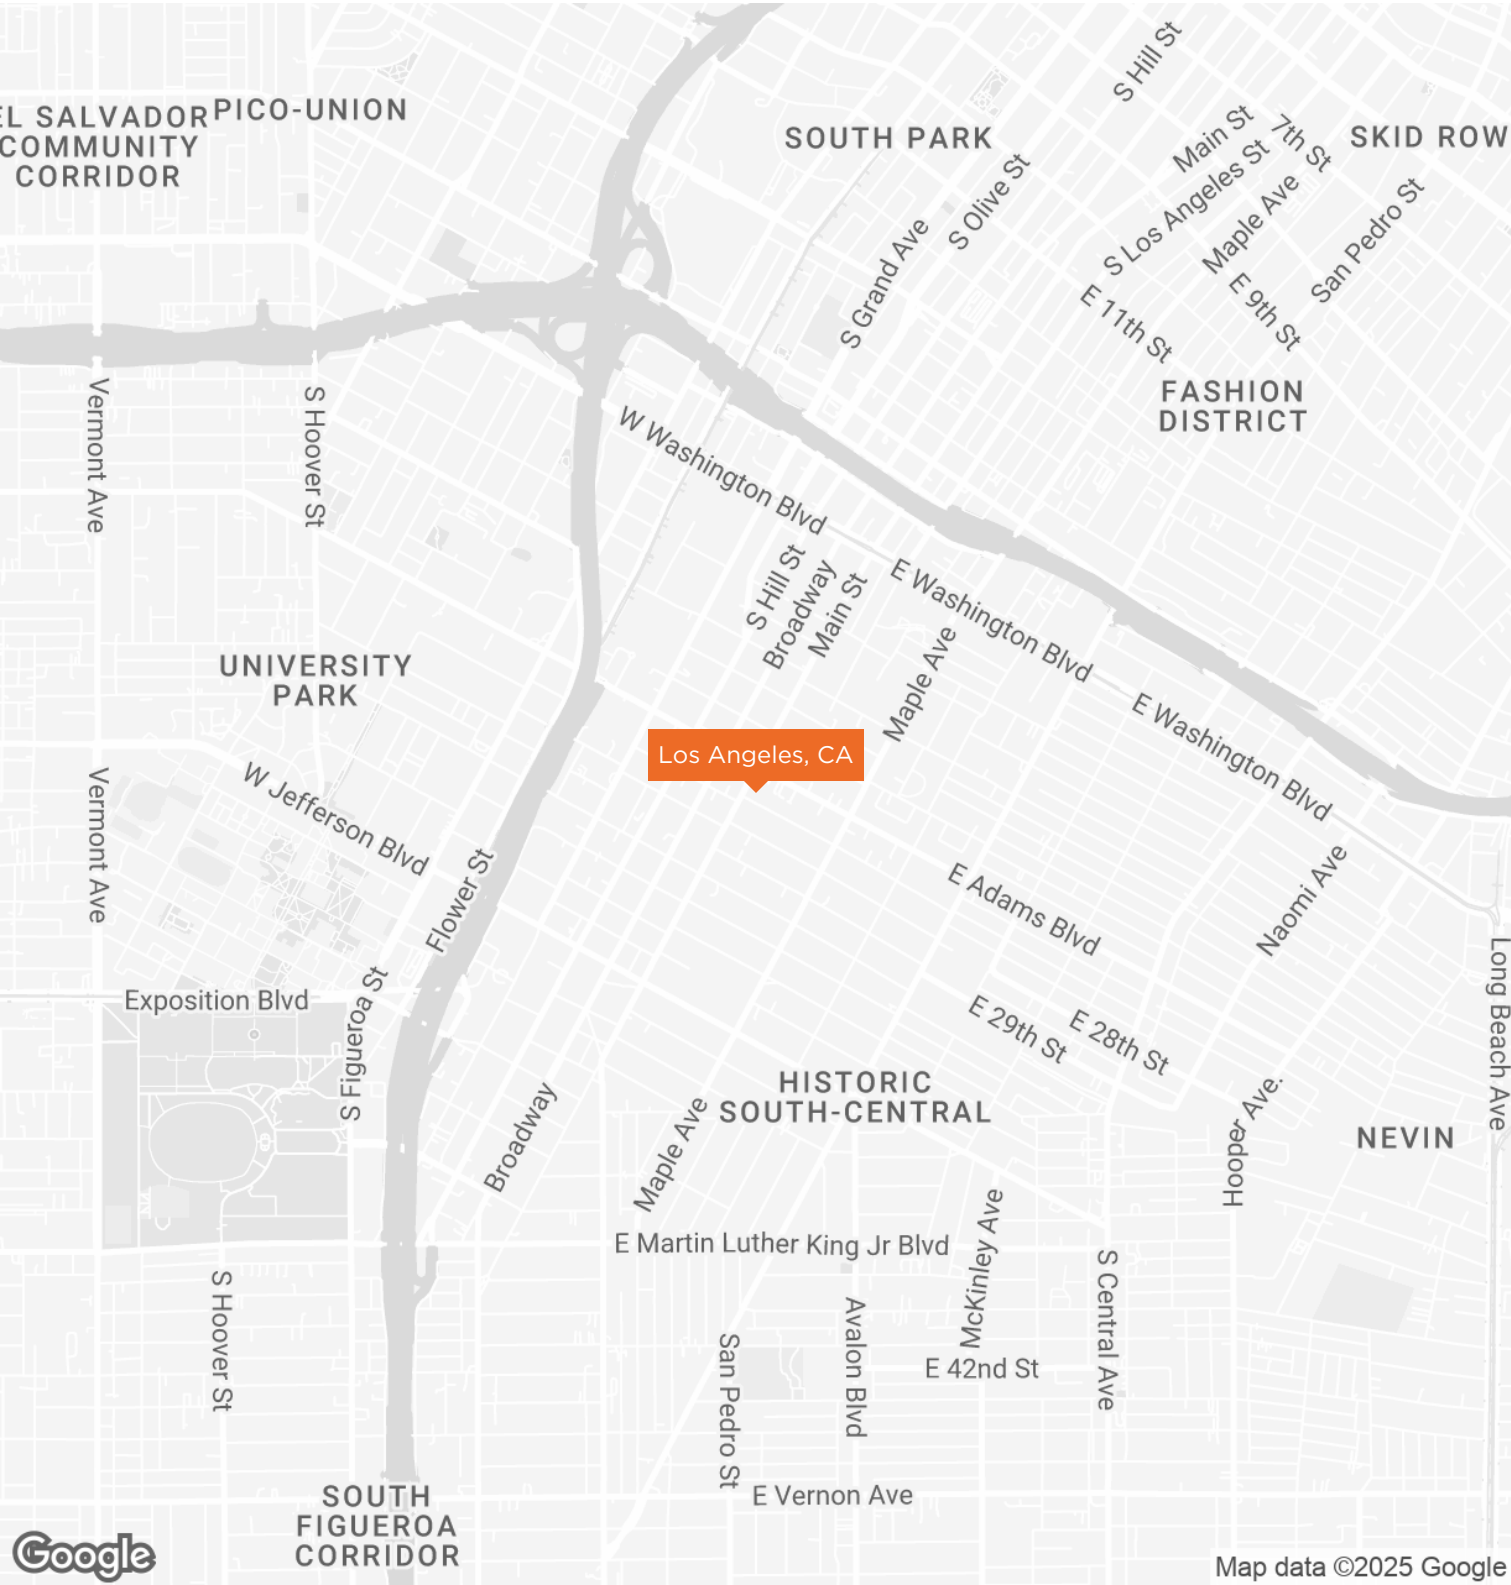 S Hill St
EL SALVADOR
COMMUNITY
CORRIDOR
PICO-UNION
SOUTH PARK
Main St
7th St
SKID ROW
S Los Angeles St
Maple Ave
San Pedro St
S Olive St
S Grand Ave
E 9th St
E 11th St
FASHION
DISTRICT
Vermont Ave
S Hoover St
W Washington Blvd
S Hill St
Broadway
Main St
E Washington Blvd
Maple Ave
UNIVERSITY
PARK
E Washington Blvd
Los Angeles, CA
W Jefferson Blvd
Vermont Ave
Flower St
E Adams Blvd
Naomi Ave
Long Beach Ave
Exposition Blvd
S Figueroa St
E 29th St
E 28th St
HISTORIC
SOUTH-CENTRAL
Broadway
Maple Ave
Hooper Ave.
NEVIN
E Martin Luther King Jr Blvd
McKinley Ave
S Hoover St
San Pedro St
Avalon Blvd
S Central Ave
E 42nd St
SOUTH
FIGUEROA
CORRIDOR
E Vernon Ave
Google
Map data ©2025 Google